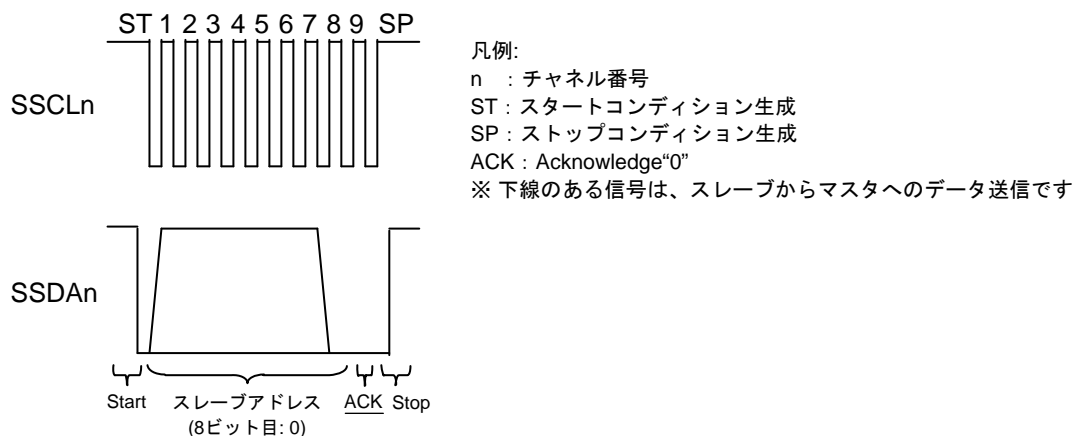 ST 1 2 3 4 5 6 7 8 9 SP
SSCLn
凡例:
n :チャネル番号
ST:スタートコンディション生成
SP:ストップコンディション生成
ACK:Acknowledge“0”
※ 下線のある信号は、スレーブからマスタへのデータ送信です
SSDAn
Start スレーブアドレス ACK Stop
(8ビット目: 0)